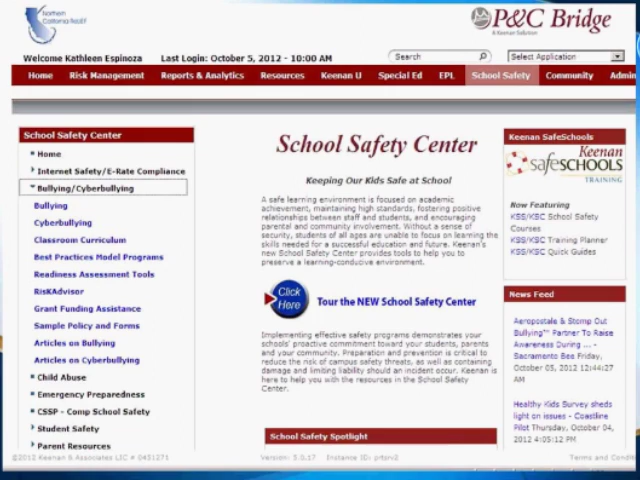 Northern
California ReLiEF
P&C Bridge
A Keenan Solution
Welcome Kathleen Espinoza Last Login: October 5, 2012 - 10:00 AM Search Select Application
Home Risk Management Reports & Analytics Resources Keenan U Special Ed EPL School Safety Community Admin
School Safety Center
Home
Internet Safety/E-Rate Compliance
Bullying/Cyberbullying
Bullying
Cyberbullying
Classroom Curriculum
Best Practices Model Programs
Readiness Assessment Tools
RiskAdvisor
Grant Funding Assistance
Sample Policy and Forms
Articles on Bullying
Articles on Cyberbullying
Child Abuse
Emergency Preparedness
CSSP - Comp School Safety
Student Safety
Parent Resources
School Safety Center
Keeping Our Kids Safe at School
A safe learning environment is focused on academic
achievement, maintaining high standards, fostering positive
relationships between staff and students, and encouraging
parental and community involvement. Without a sense of
security, students of all ages are unable to focus on learning the
skills needed for a successful education and future. Keenan's
new School Safety Center provides tools to help you to
preserve a learning-conducive environment.
Click
Here
Tour the NEW School Safety Center
Implementing effective safety programs demonstrates your
schools' proactive commitment toward your students, parents
and your community. Preparation and prevention is critical to
reduce the risk of campus safety threats, as well as containing
damage and limiting liability should an incident occur. Keenan is
here to help you with the resources in the School Safety
Center.
School Safety Spotlight
Keenan SafeSchools
Keenan
safeSCHOOLS
TRAINING
Now Featuring
KSS/KSC School Safety
Courses
KSS/KSC Training Planner
KSS/KSC Quick Guides
News Feed
Aeropostale & Stomp Out
Bullying™ Partner To Raise
Awareness During ... -
Sacramento Bee Friday,
October 05, 2012 12:44:27
AM
Healthy Kids Survey sheds
light on issues - Coastline
Pilot Thursday, October 04,
2012 4:05:12 PM
©2012 Keenan & Associates LIC # 0451271 Version: 5.0.17 Instance ID: prtsrv2 Terms and Condit